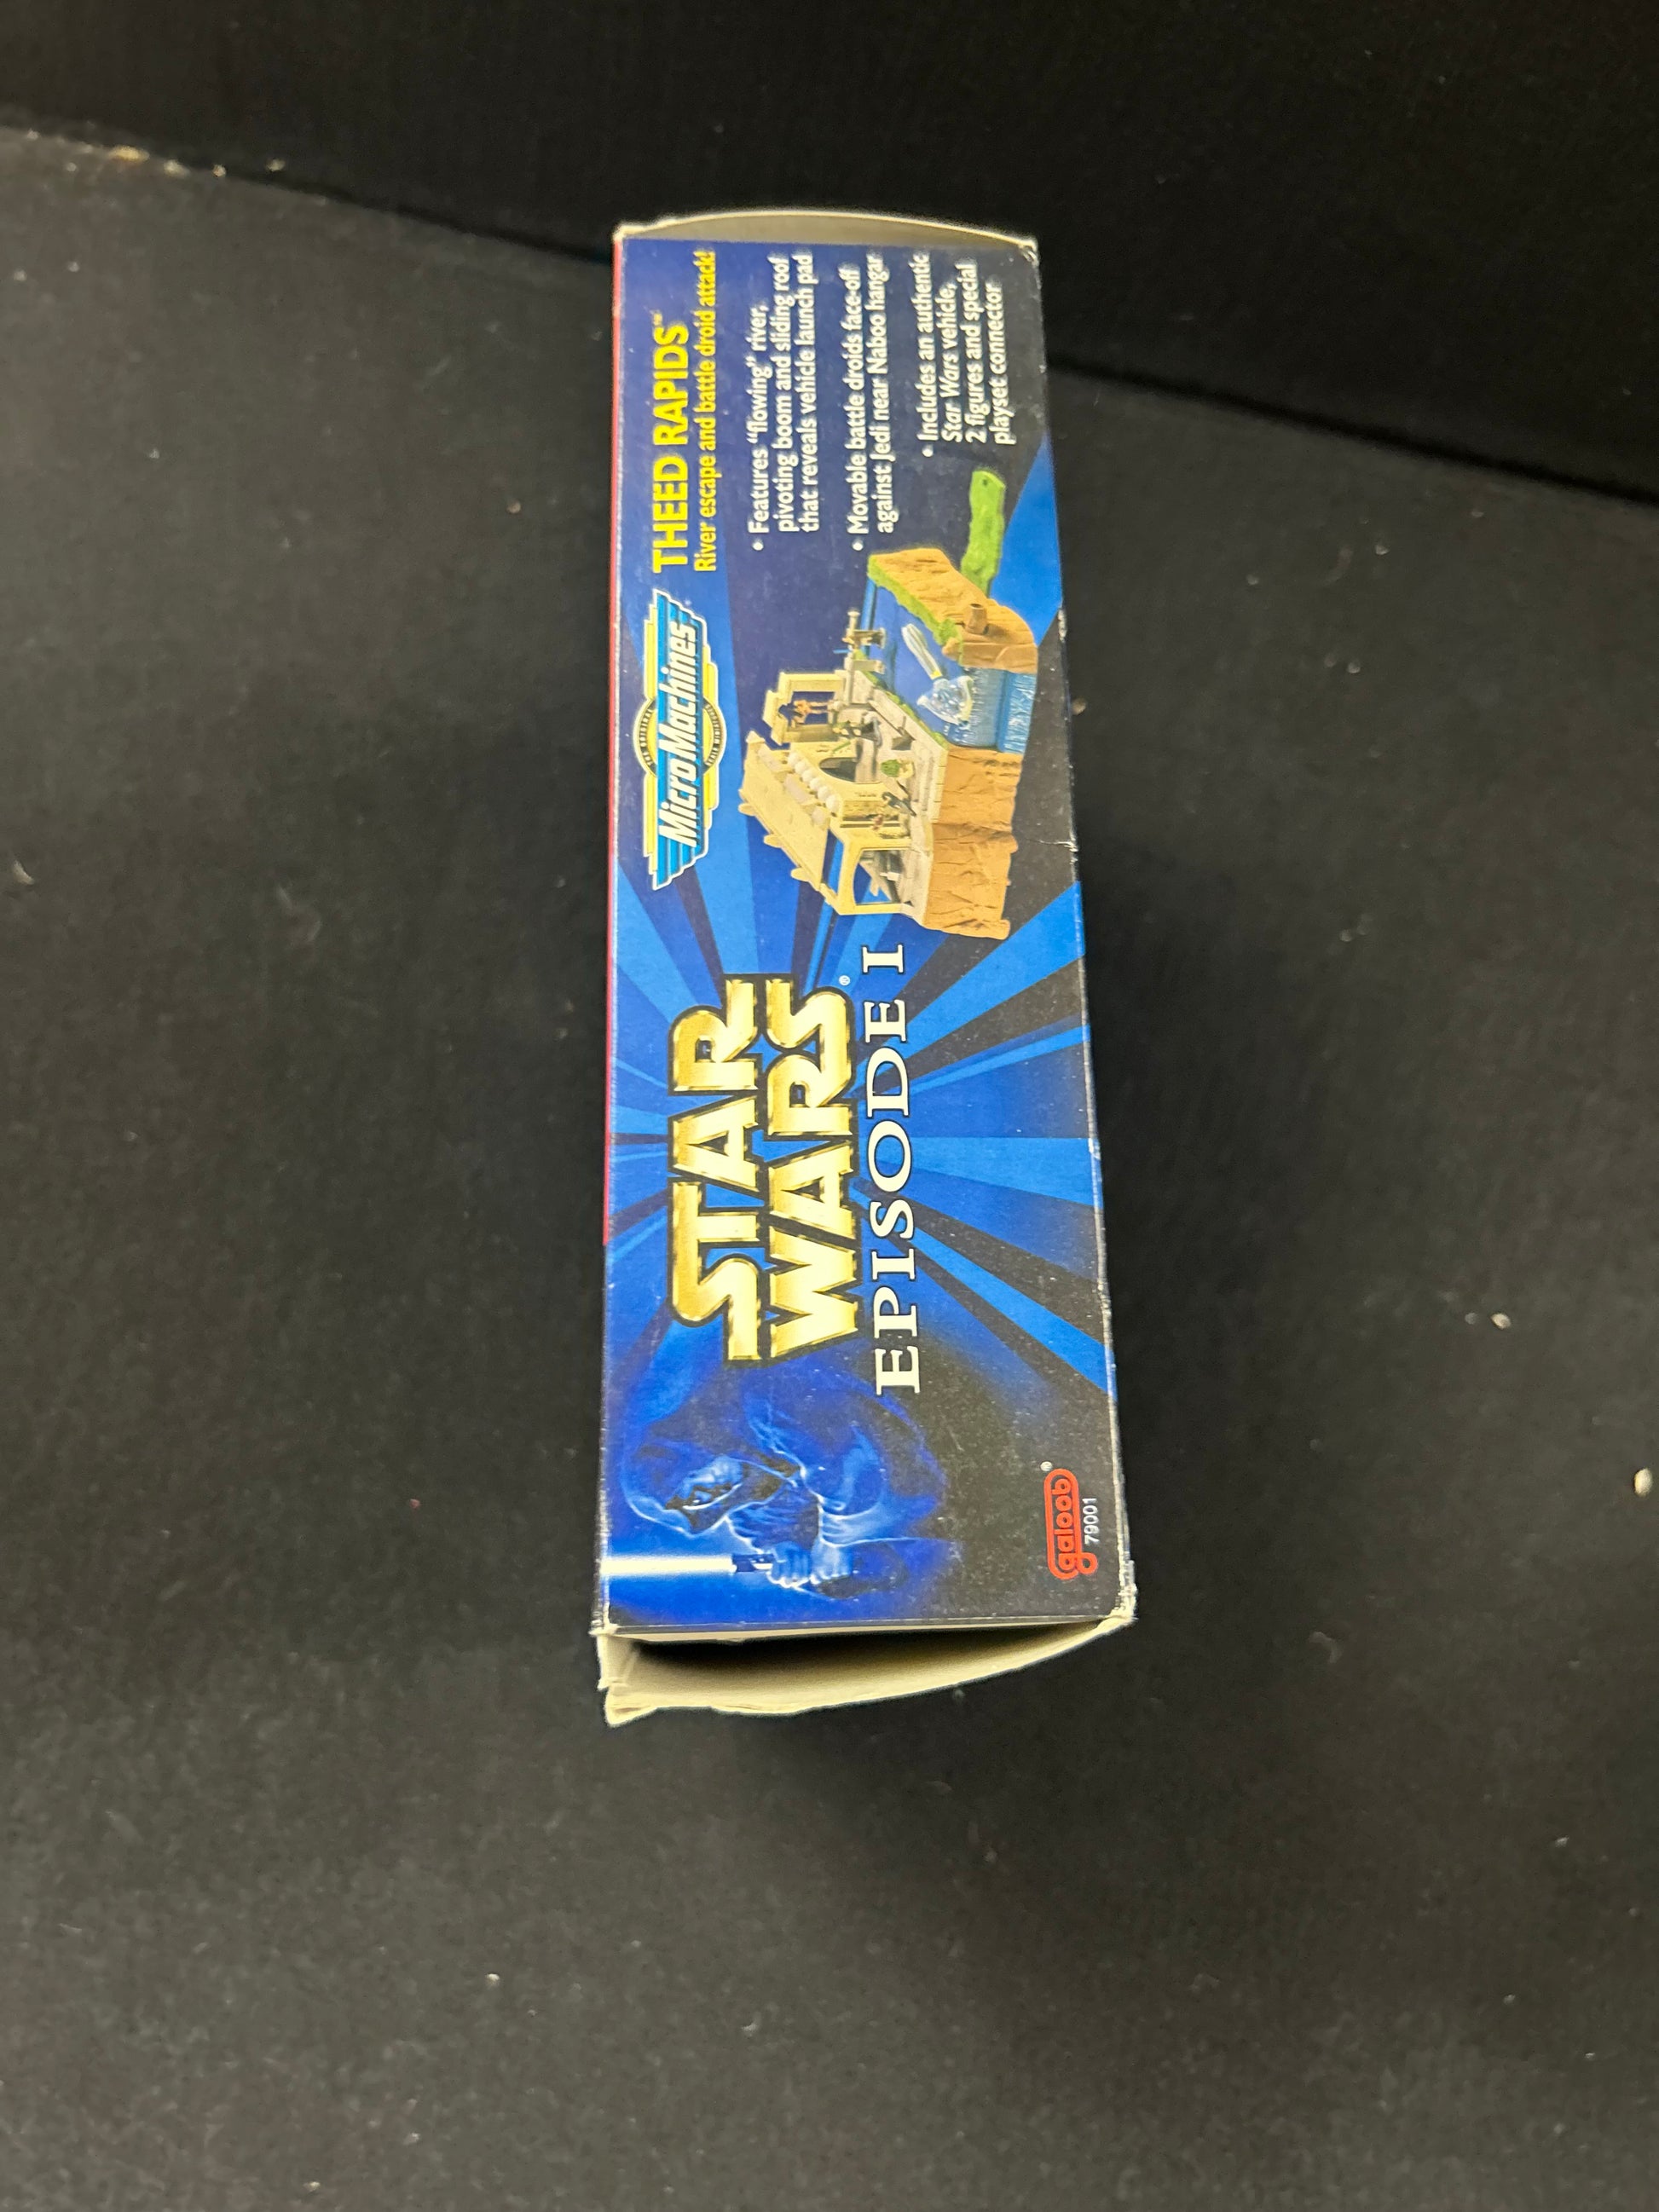 STAR
WARS®
EPISODE I
MicroMachines
THEED RAPIDS™
River escape and battle droid attack!
• Features "flowing" river,
pivoting boom and sliding roof
that reveals vehicle launch pad
• Movable battle droids face-off
against Jedi near Naboo hangar
• Includes an authentic
Star Wars vehicle,
2 figures and special
playset connector
galoob®
79001